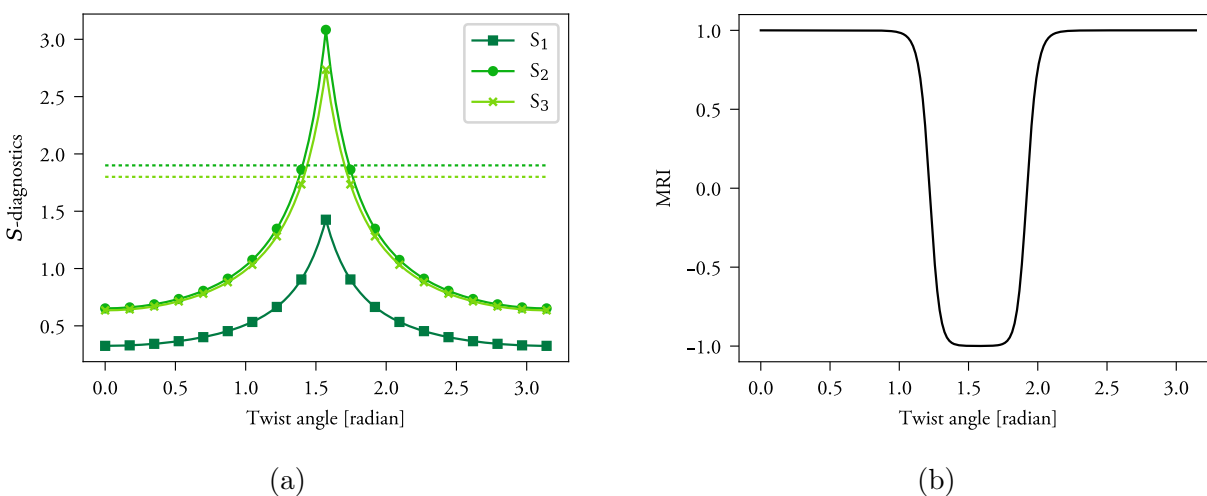 3.0
2.5
2.0
1.5
1.0
0.5
S-diagnostics
S1
S2
S3
0.0 0.5 1.0 1.5 2.0 2.5 3.0
Twist angle [radian]
(a)
1.0
0.5
0.0
−0.5
−1.0
MRI
0.0 0.5 1.0 1.5 2.0 2.5 3.0
Twist angle [radian]
(b)